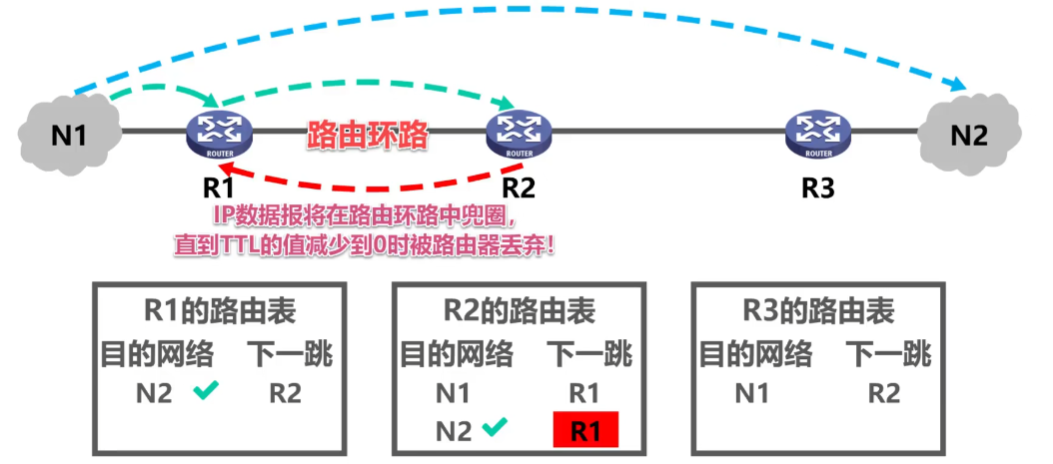 N1
路由环路
N2
ROUTER
ROUTER
ROUTER
R1
R2
R3
IP数据报将在路由环路中兜圈，
直到TTL的值减少到0时被路由器丢弃！
R1的路由表
目的网络 下一跳
N2 R2
R2的路由表
目的网络 下一跳
N1 R1
N2 R1
R3的路由表
目的网络 下一跳
N1 R2